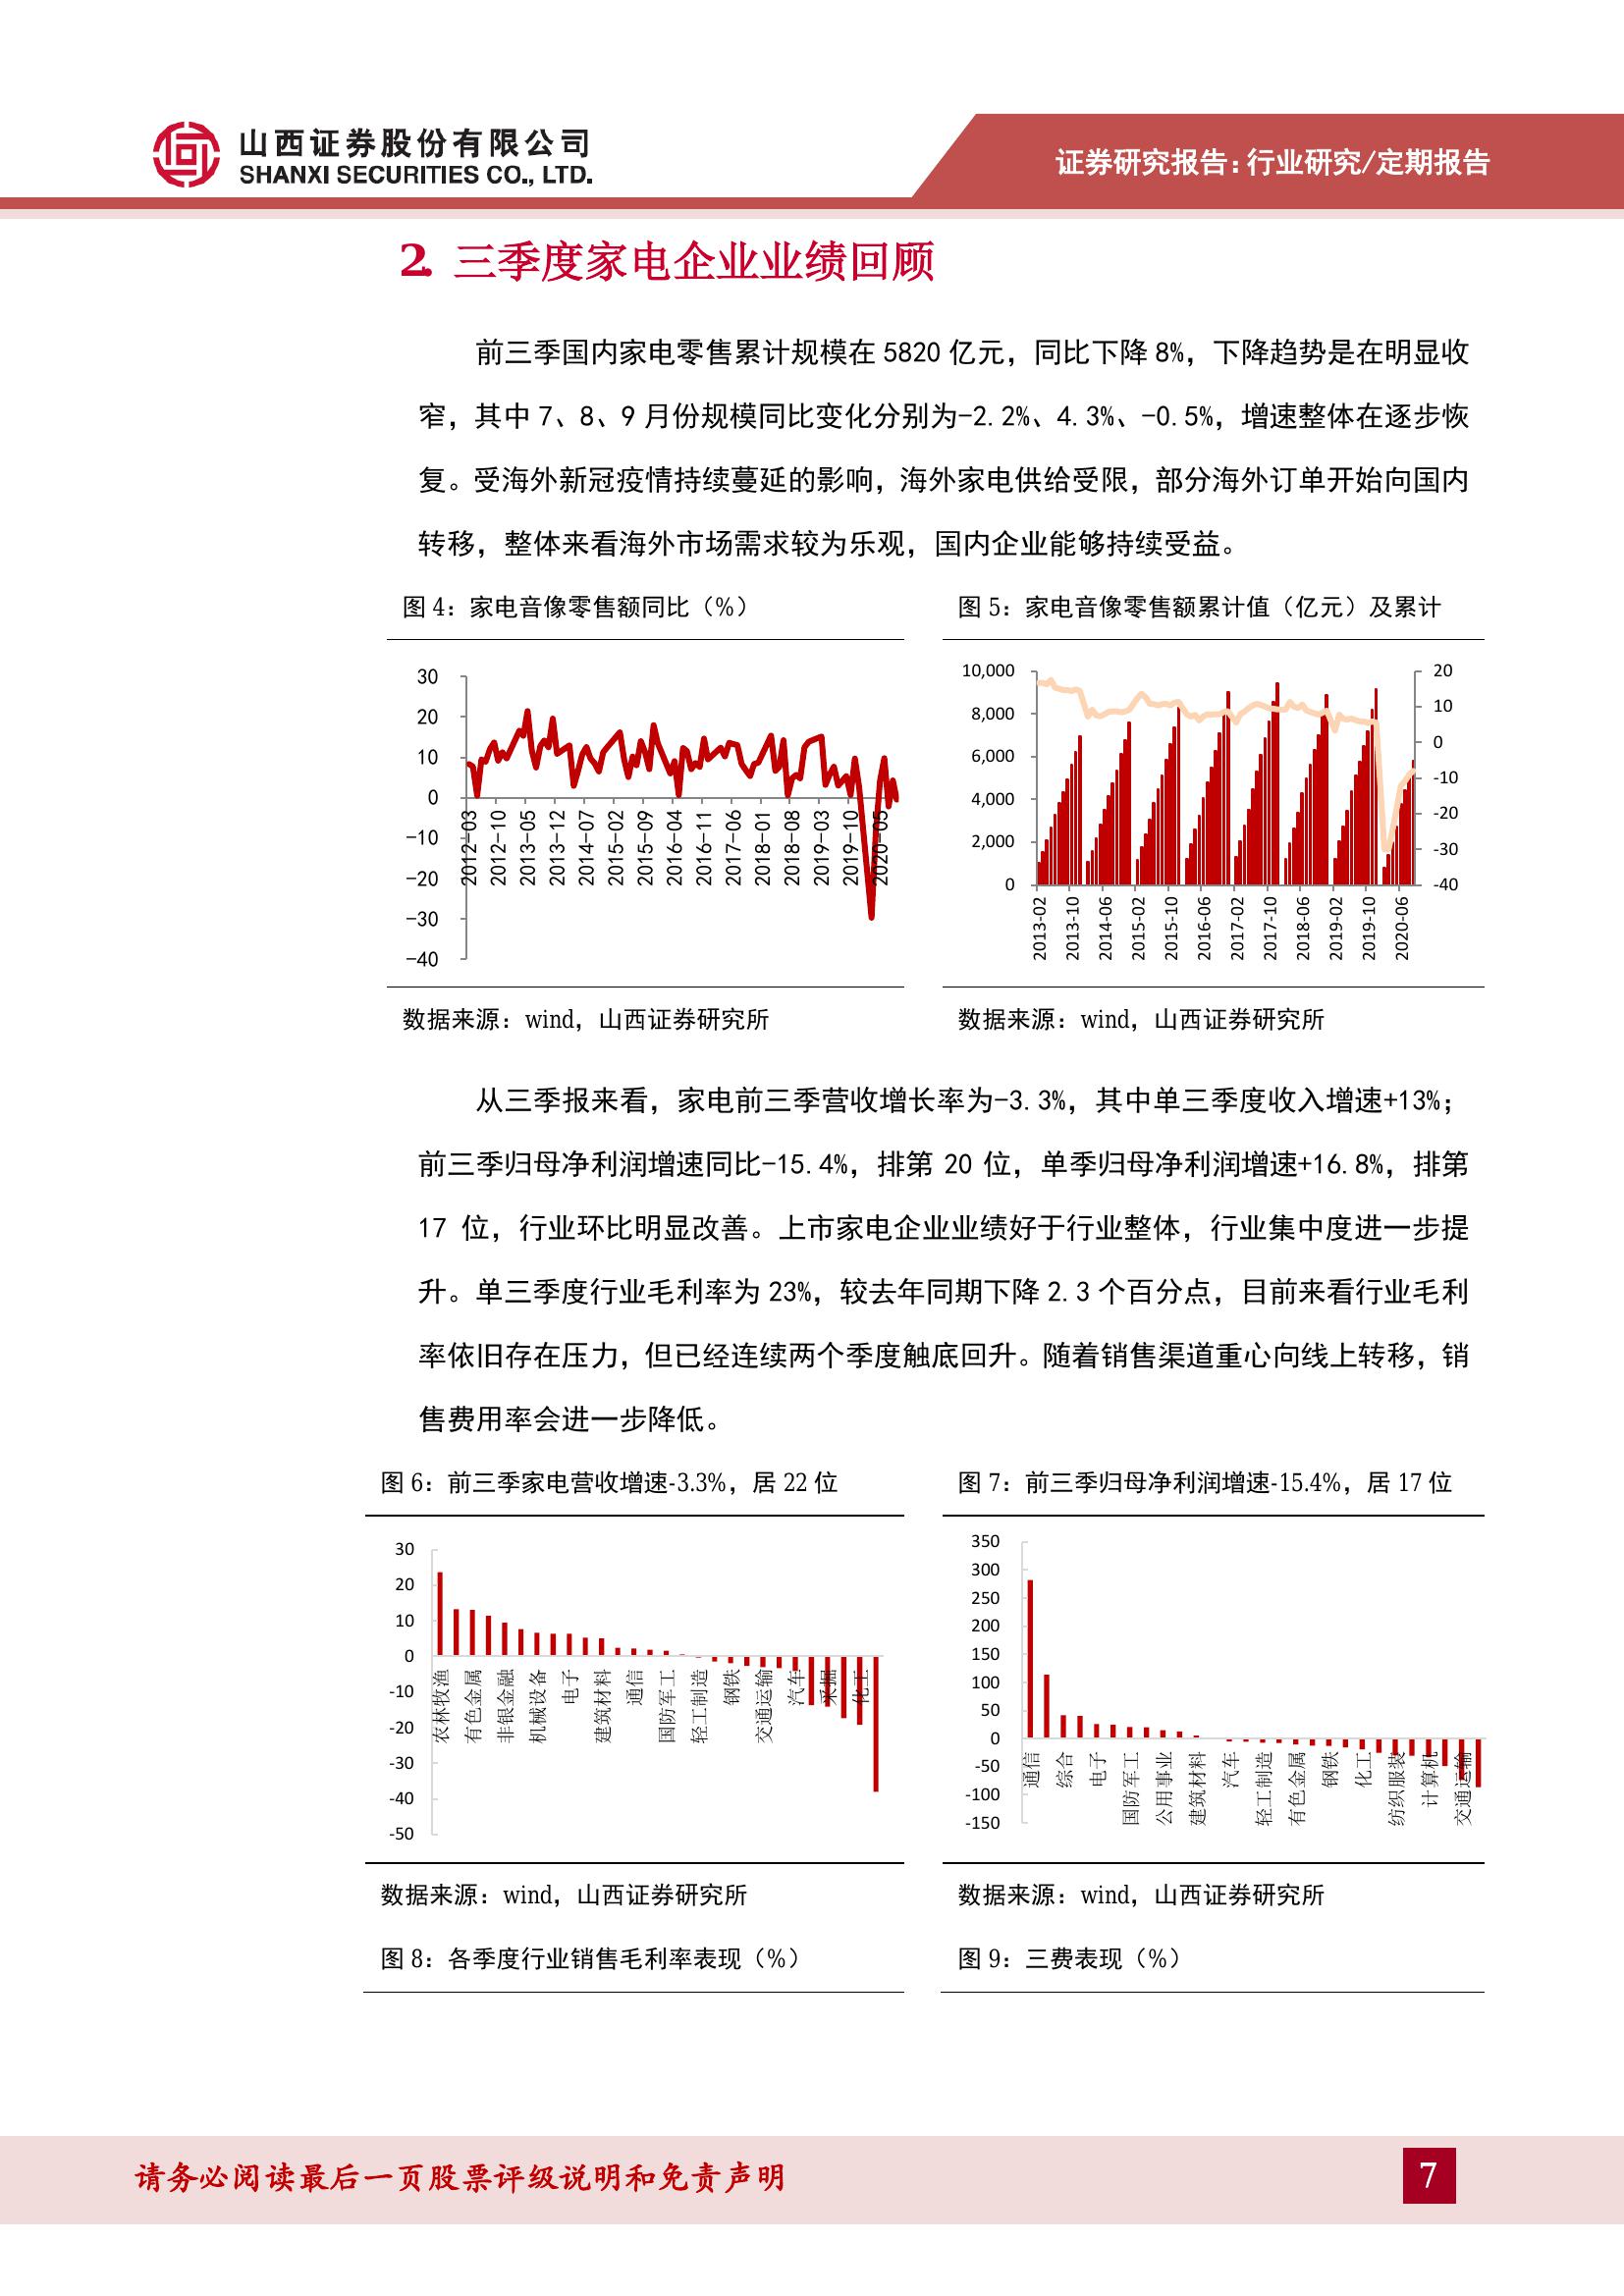 山西证券股份有限公司
SHANXI SECURITIES CO., LTD.
证券研究报告：行业研究/定期报告
2. 三季度家电企业业绩回顾
前三季国内家电零售累计规模在 5820 亿元，同比下降 8%，下降趋势是在明显收
窄，其中 7、8、9 月份规模同比变化分别为-2.2%、4.3%、-0.5%，增速整体在逐步恢
复。受海外新冠疫情持续蔓延的影响，海外家电供给受限，部分海外订单开始向国内
转移，整体来看海外市场需求较为乐观，国内企业能够持续受益。
图 4：家电音像零售额同比（%）
30
20
10
0
-10
-20
-30
-40
2012-03
2012-10
2013-05
2013-12
2014-07
2015-02
2015-09
2016-04
2016-11
2017-06
2018-01
2018-08
2019-03
2019-10
2020-05
数据来源：wind，山西证券研究所
图 5：家电音像零售额累计值（亿元）及累计
10,000
8,000
6,000
4,000
2,000
0
20
10
0
-10
-20
-30
-40
2013-02
2013-10
2014-06
2015-02
2015-10
2016-06
2017-02
2017-10
2018-06
2019-02
2019-10
2020-06
数据来源：wind，山西证券研究所
从三季报来看，家电前三季营收增长率为-3.3%，其中单三季度收入增速+13%；
前三季归母净利润增速同比-15.4%，排第 20 位，单季归母净利润增速+16.8%，排第
17 位，行业环比明显改善。上市家电企业业绩好于行业整体，行业集中度进一步提
升。单三季度行业毛利率为 23%，较去年同期下降 2.3 个百分点，目前来看行业毛利
率依旧存在压力，但已经连续两个季度触底回升。随着销售渠道重心向线上转移，销
售费用率会进一步降低。
图 6：前三季家电营收增速-3.3%，居 22 位
30
20
10
0
-10
-20
-30
-40
-50
农林牧渔
有色金属
非银金融
机械设备
电子
建筑材料
通信
国防军工
轻工制造
钢铁
交通运输
汽车
采掘
化工
数据来源：wind，山西证券研究所
图 7：前三季归母净利润增速-15.4%，居 17 位
350
300
250
200
150
100
50
0
-50
-100
-150
通信
综合
电子
国防军工
公用事业
建筑材料
汽车
轻工制造
有色金属
钢铁
化工
纺织服装
计算机
交通运输
数据来源：wind，山西证券研究所
图 8：各季度行业销售毛利率表现（%）
图 9：三费表现（%）
请务必阅读最后一页股票评级说明和免责声明
7